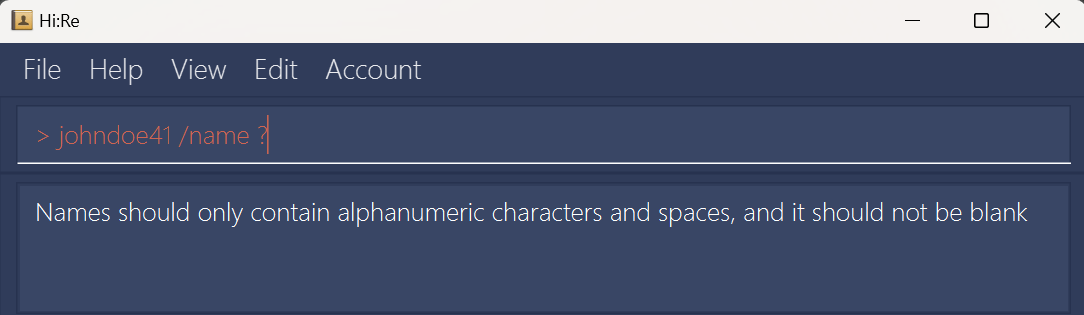 Hi:Re
File Help View Edit Account
> johndoe41 /name ?
Names should only contain alphanumeric characters and spaces, and it should not be blank